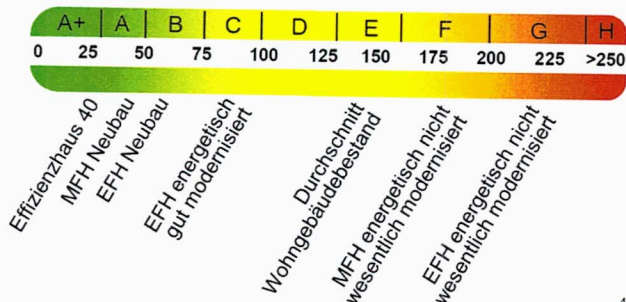 A+ A B C D E F G H
0 25 50 75 100 125 150 175 200 225 >250
Effizienzhaus 40
MFH Neubau
EFH Neubau
EFH energetisch
gut modernisiert
Durchschnitt
Wohngebäudebestand
MFH energetisch nicht
wesentlich modernisiert
EFH energetisch nicht
wesentlich modernisiert